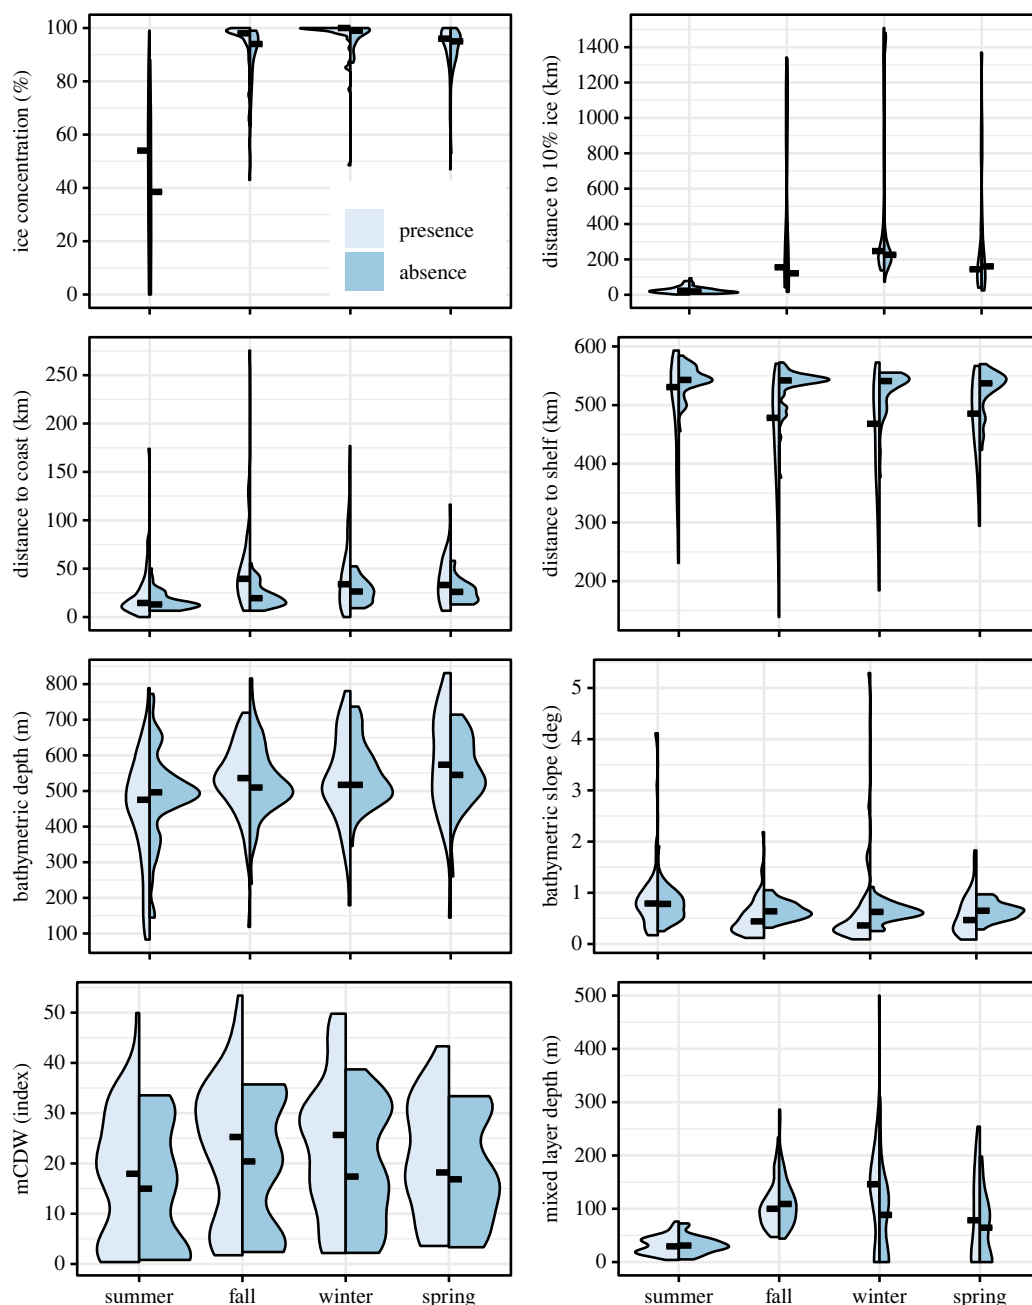 ice concentration (%)
100
80
60
40
20
0
presence
absence
distance to 10% ice (km)
1400
1200
1000
800
600
400
200
0
distance to coast (km)
250
200
150
100
50
0
distance to shelf (km)
600
500
400
300
200
bathymetric depth (m)
800
700
600
500
400
300
200
100
bathymetric slope (deg)
5
4
3
2
1
0
mCDW (index)
50
40
30
20
10
0
summer
fall
winter
spring
mixed layer depth (m)
500
400
300
200
100
0
summer
fall
winter
spring